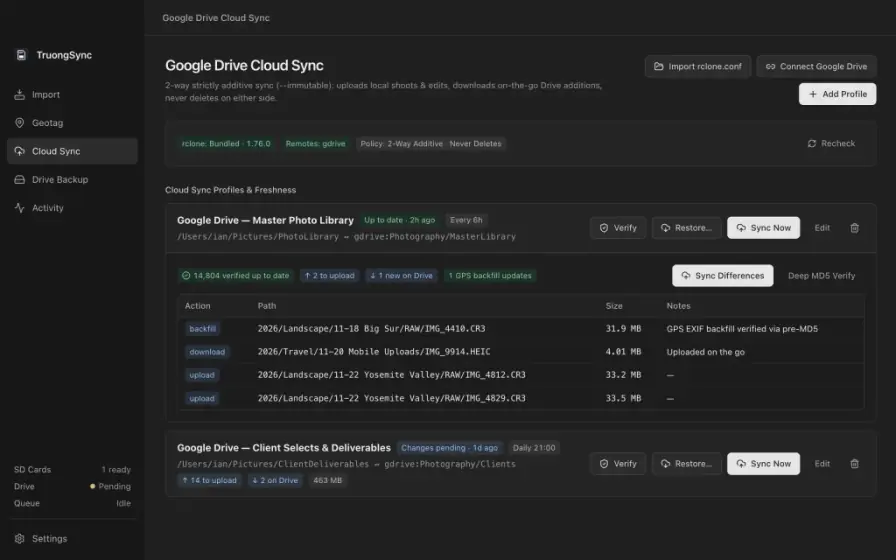 Google Drive Cloud Sync
TruongSync
Import
Geotag
Cloud Sync
Drive Backup
Activity
SD Cards 1 ready
Drive Pending
Queue Idle
Settings
Google Drive Cloud Sync
2-way strictly additive sync (--immutable): uploads local shoots & edits, downloads on-the-go Drive additions,
never deletes on either side.
Import rclone.conf
Connect Google Drive
+ Add Profile
rclone: Bundled · 1.76.0 Remotes: gdrive Policy: 2-Way Additive · Never Deletes Recheck
Cloud Sync Profiles & Freshness
Google Drive — Master Photo Library Up to date · 2h ago Every 6h
/Users/ian/Pictures/PhotoLibrary → gdrive:Photography/MasterLibrary
Verify Restore... Sync Now Edit
14,804 verified up to date ↑ 2 to upload ↓ 1 new on Drive 1 GPS backfill updates Sync Differences Deep MD5 Verify
Action Path Size Notes
backfill 2026/Landscape/11-18 Big Sur/RAW/IMG_4410.CR3 31.9 MB GPS EXIF backfill verified via pre-MD5
download 2026/Travel/11-20 Mobile Uploads/IMG_9914.HEIC 4.01 MB Uploaded on the go
upload 2026/Landscape/11-22 Yosemite Valley/RAW/IMG_4812.CR3 33.2 MB —
upload 2026/Landscape/11-22 Yosemite Valley/RAW/IMG_4829.CR3 33.5 MB —
Google Drive — Client Selects & Deliverables Changes pending · 1d ago Daily 21:00
/Users/ian/Pictures/ClientDeliverables → gdrive:Photography/Clients
↑ 14 to upload ↓ 2 on Drive 463 MB
Verify Restore... Sync Now Edit